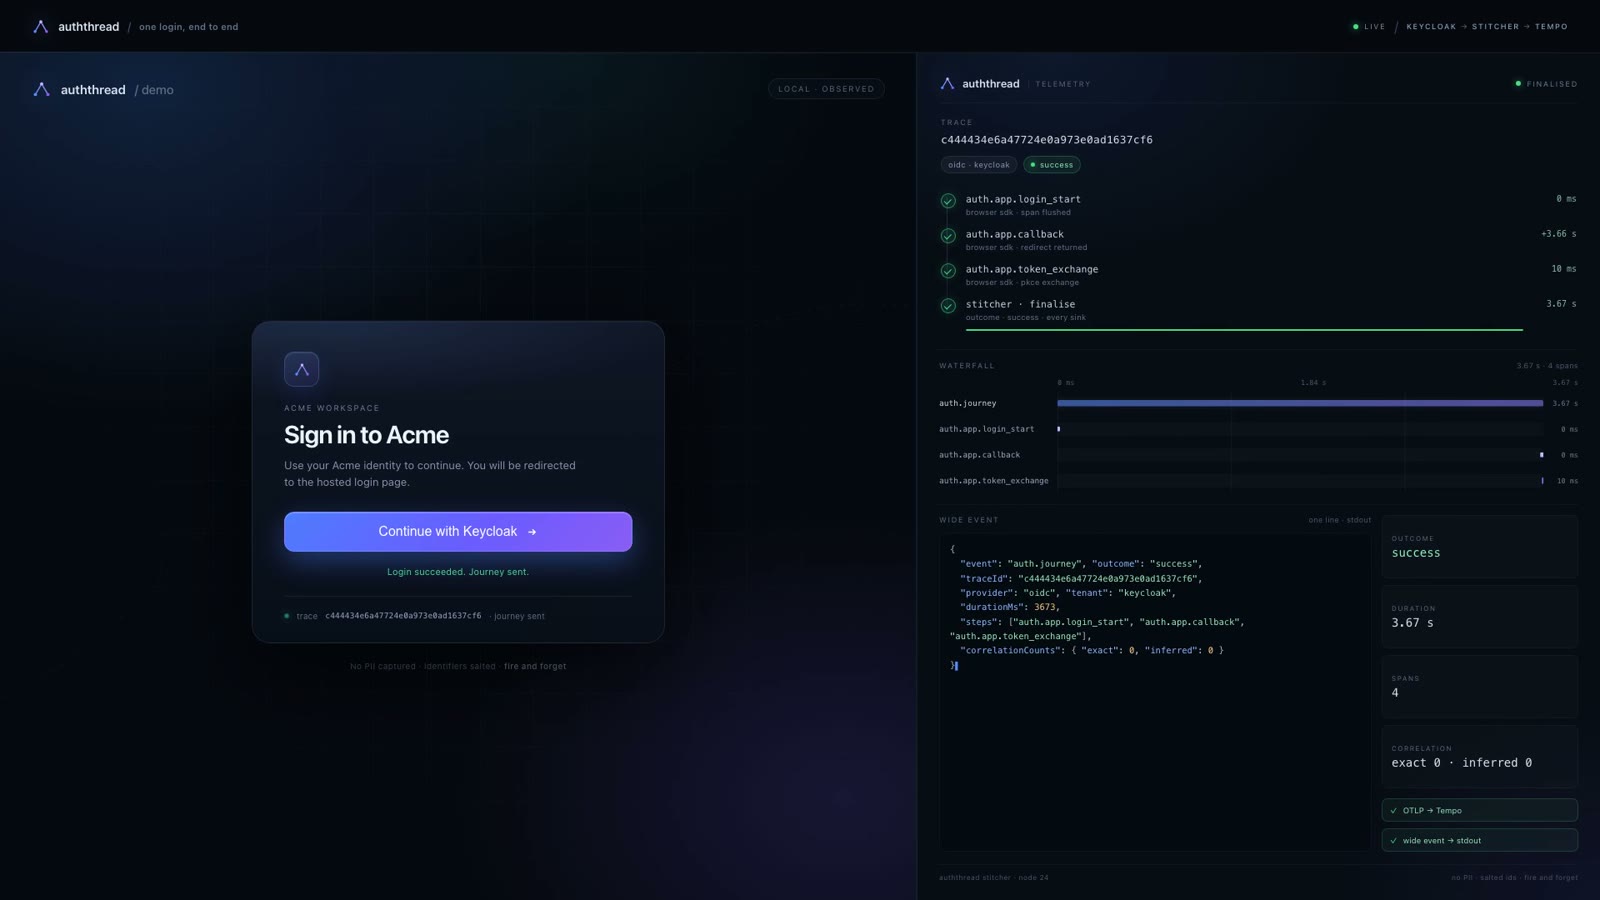 auththread / one login, end to end
LIVE / KEYCLOAK → STITCHER → TEMPO
auththread / demo
LOCAL · OBSERVED
ACME WORKSPACE
Sign in to Acme
Use your Acme identity to continue. You will be redirected
to the hosted login page.
Continue with Keycloak →
Login succeeded. Journey sent.
trace c444434e6a47724e0a973e0ad1637cf6 · journey sent
No PII captured · identifiers salted · fire and forget
auththread | TELEMETRY
FINALISED
TRACE
c444434e6a47724e0a973e0ad1637cf6
oidc · keycloak
success
auth.app.login_start 0 ms
browser sdk · span flushed
auth.app.callback +3.66 s
browser sdk · redirect returned
auth.app.token_exchange 10 ms
browser sdk · pkce exchange
stitcher · finalise 3.67 s
outcome · success · every sink
WATERFALL 3.67 s · 4 spans
0 ms 1.84 s 3.67 s
auth.journey 3.67 s
auth.app.login_start 0 ms
auth.app.callback 0 ms
auth.app.token_exchange 10 ms
WIDE EVENT one line · stdout
{
"event": "auth.journey", "outcome": "success",
"traceId": "c444434e6a47724e0a973e0ad1637cf6",
"provider": "oidc", "tenant": "keycloak",
"durationMs": 3673,
"steps": ["auth.app.login_start", "auth.app.callback",
"auth.app.token_exchange"],
"correlationCounts": { "exact": 0, "inferred": 0 }
}
OUTCOME
success
DURATION
3.67 s
SPANS
4
CORRELATION
exact 0 · inferred 0
✓ OTLP → Tempo
✓ wide event → stdout
auththread stitcher · node 24
no PII · salted ids · fire and forget